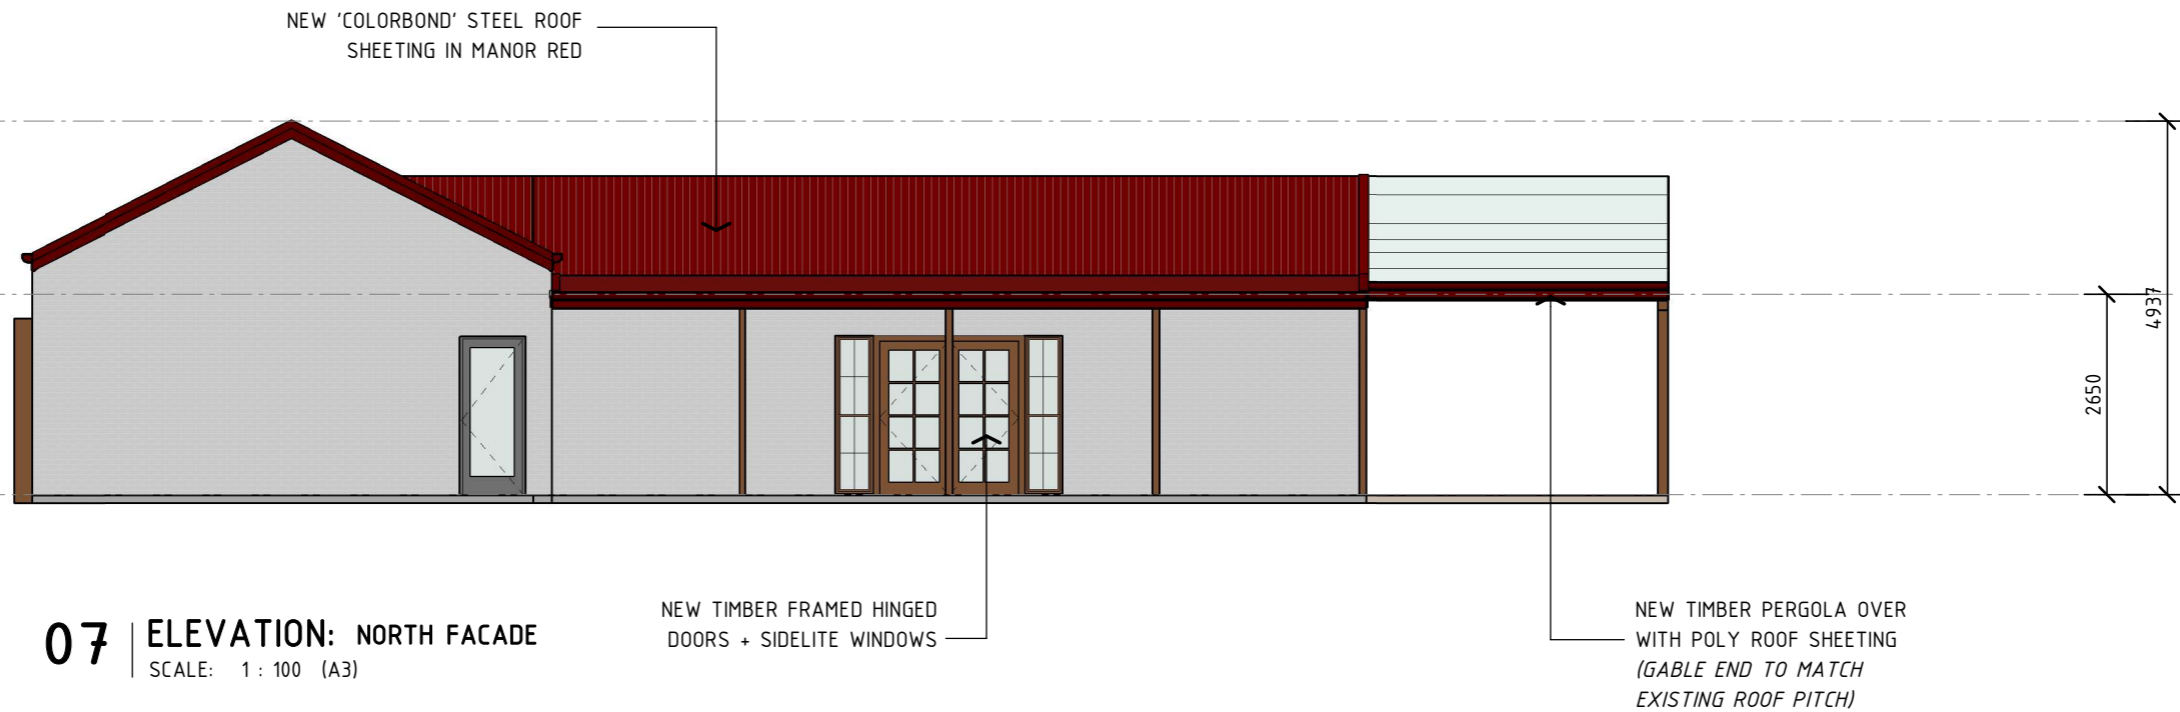 NEW 'COLORBOND' STEEL ROOF
SHEETING IN MANOR RED
4937
2650
NEW TIMBER FRAMED HINGED
DOORS + SIDELITE WINDOWS
NEW TIMBER PERGOLA OVER
WITH POLY ROOF SHEETING
(GABLE END TO MATCH
EXISTING ROOF PITCH)
07 ELEVATION: NORTH FACADE
SCALE: 1 : 100 (A3)